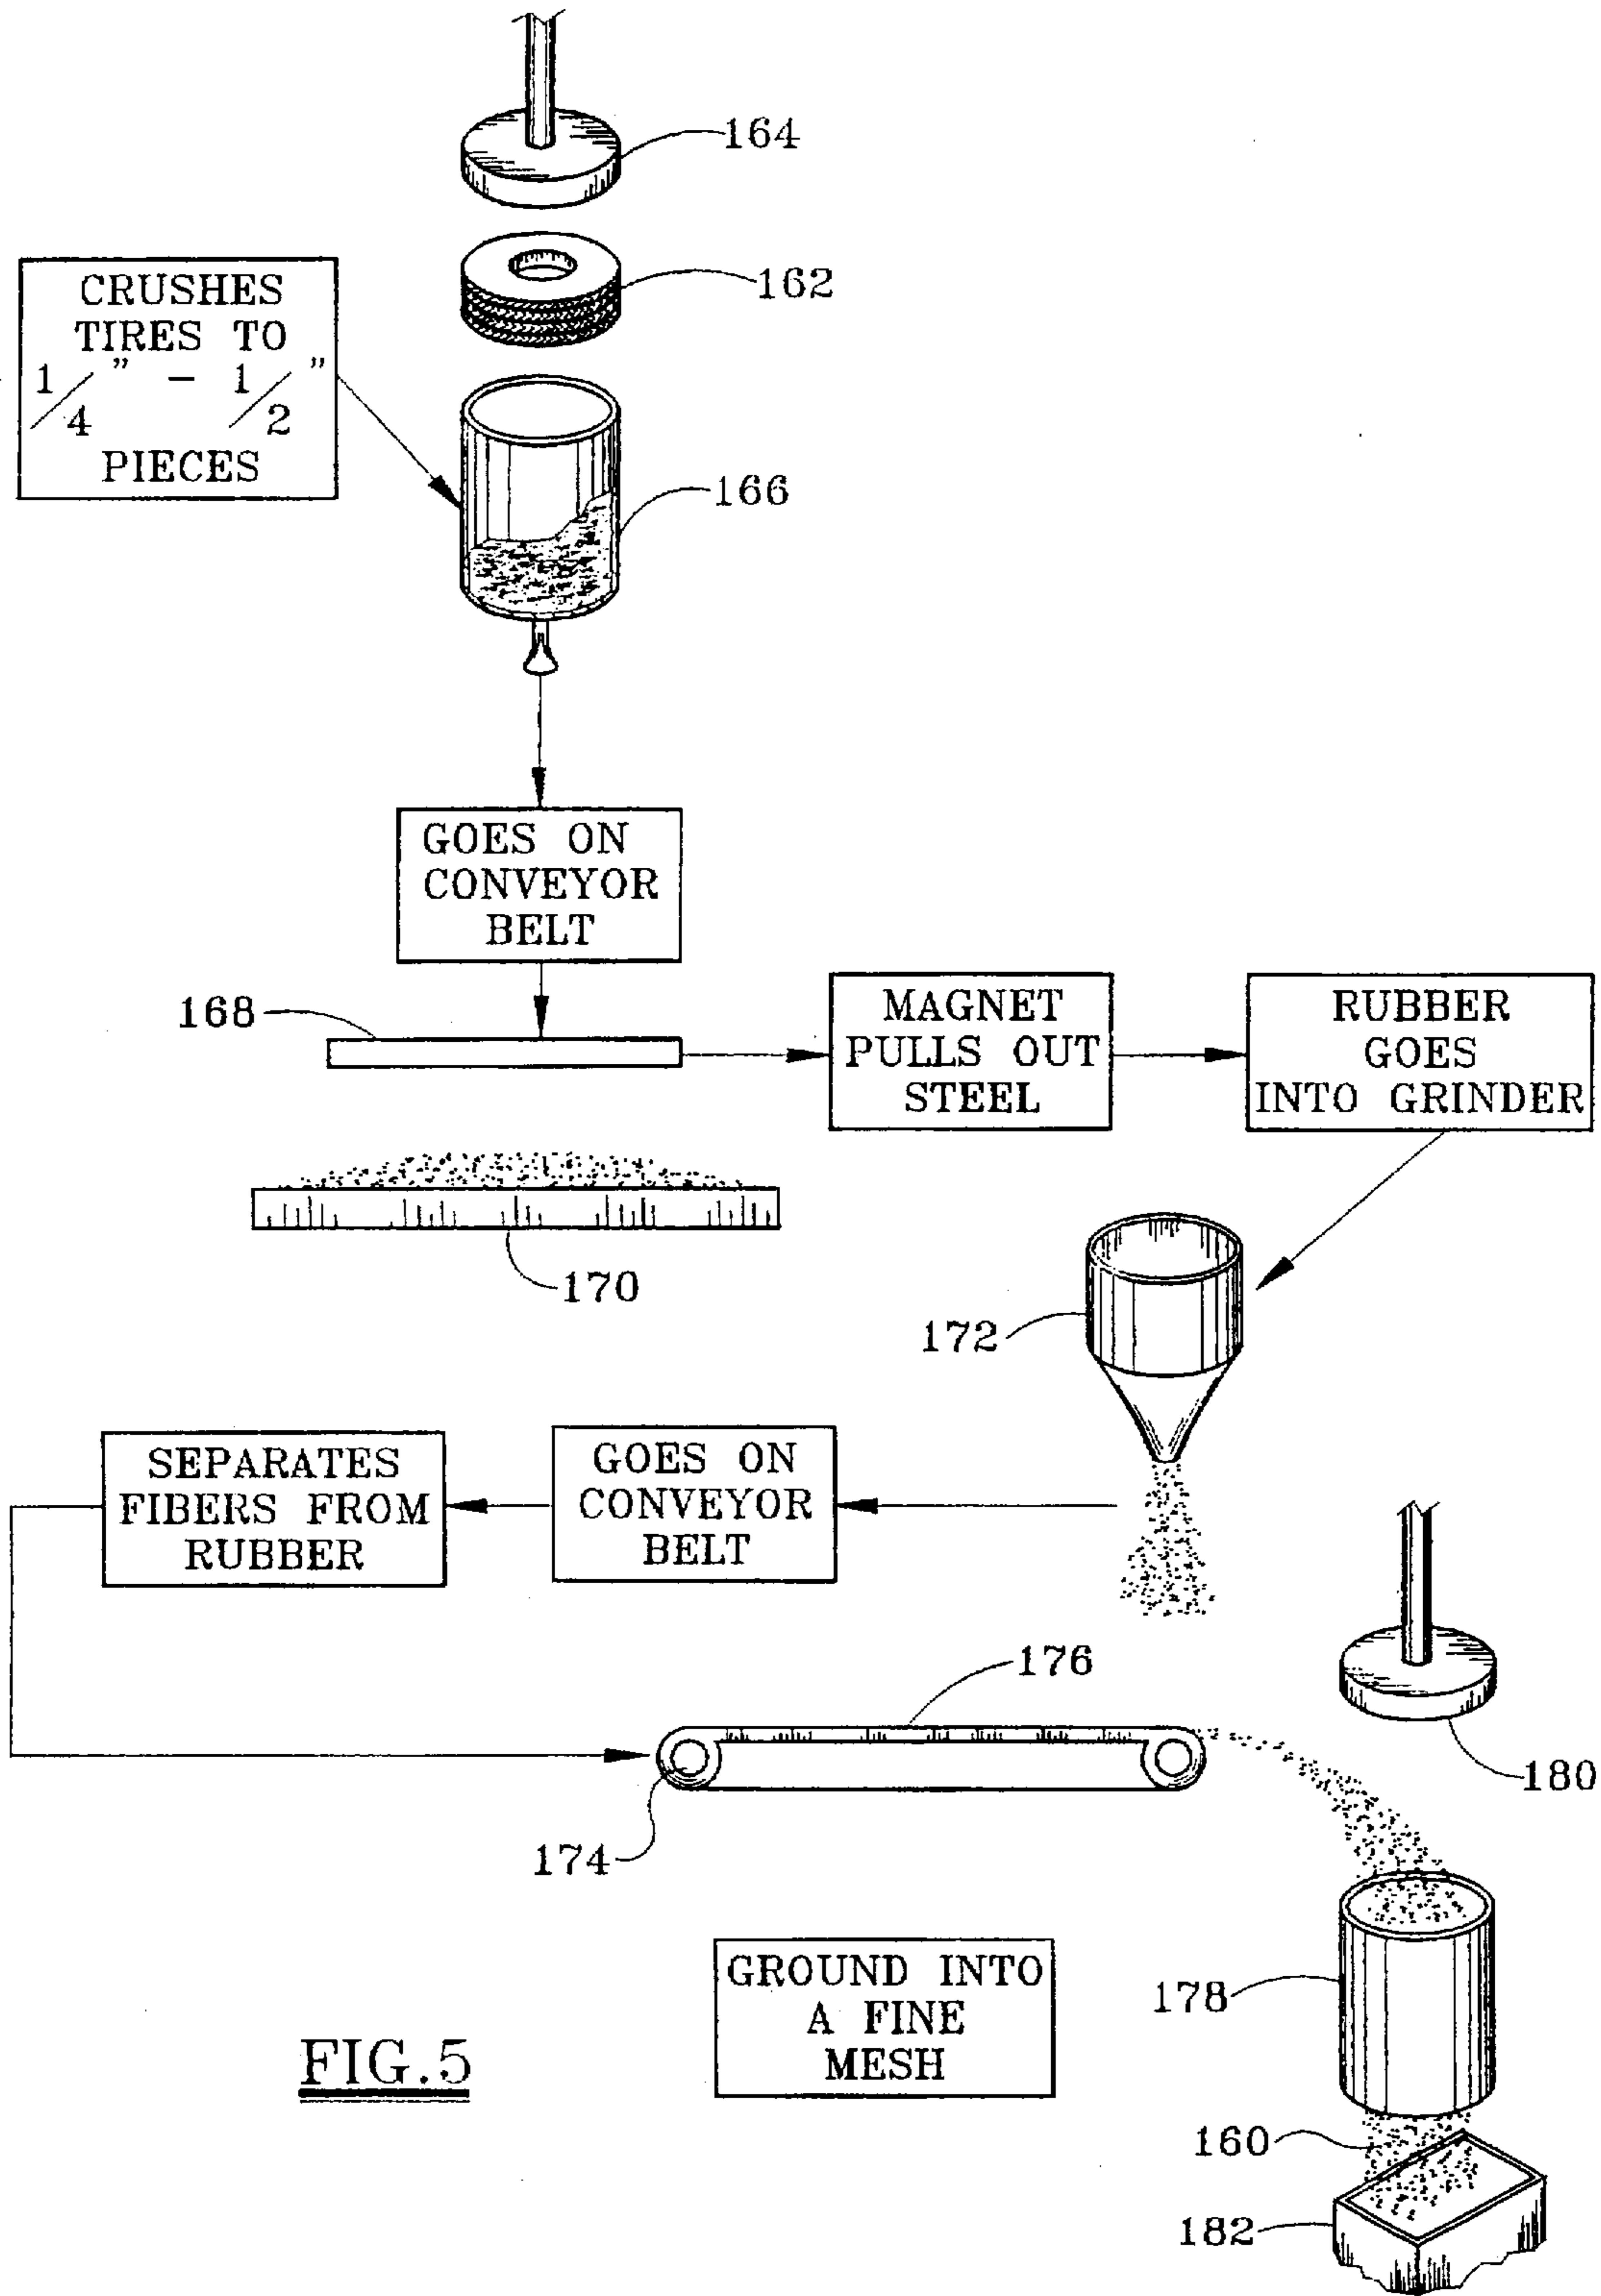 164
162
CRUSHES
TIRES TO
1/4" - 1/2"
PIECES
166
GOES ON
CONVEYOR
BELT
168
MAGNET
PULLS OUT
STEEL
RUBBER
GOES
INTO GRINDER
170
172
SEPARATES
FIBERS FROM
RUBBER
GOES ON
CONVEYOR
BELT
176
180
174
GROUND INTO
A FINE
MESH
178
FIG.5
160
182